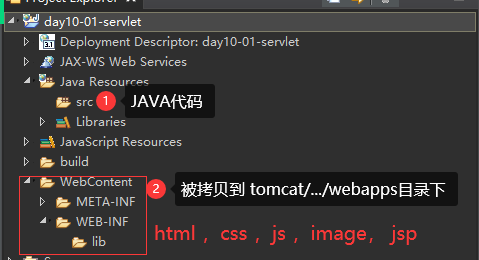 Project Explorer
day10-01-servlet
Deployment Descriptor: day10-01-servlet
JAX-WS Web Services
Java Resources
src 1 JAVA代码
Libraries
JavaScript Resources
build
WebContent 2 被拷贝到 tomcat/.../webapps目录下
META-INF
WEB-INF
lib
html ，css ，js ，image， jsp